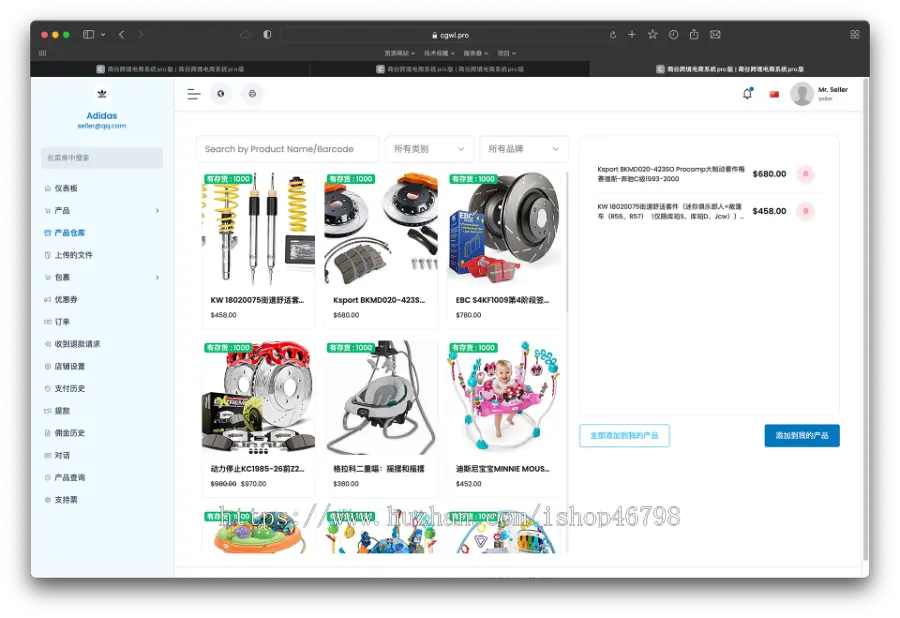 cgwl.pro
资源网站
技术收藏
服务器
项目
商谷跨境电商系统pro版 | 商谷跨境电商系统pro版
商谷跨境电商系统pro版 | 商谷跨境电商系统pro版
商谷跨境电商系统pro版 | 商谷跨境电商系统pro版
Adidas
seller@qq.com
在菜单中搜索
仪表板
产品
产品仓库
上传的文件
包裹
优惠券
订单
收到退款请求
店铺设置
支付历史
提款
佣金历史
对话
产品查询
支持票
Mr. Seller
seller
Search by Product Name/Barcode
所有类别
所有品牌
有存货 : 1000
有存货 : 1000
有存货 : 1000
KW 18020075街道舒适套...
Ksport BKMD020-423S...
EBC S4KF1009第4阶段签...
$458.00
$680.00
$780.00
有存货 : 1000
有存货 : 1000
有存货 : 1000
动力停止KC1985-26前Z2...
格拉科二重唱：摇摆和摇摆
迪斯尼宝宝MINNIE MOUS...
$980.00 $970.00
$380.00
$452.00
有存货 : 1000
有存货 : 1000
有存货 : 1000
Ksport BKMD020-423SO Procomp大制动套件梅
赛德斯-奔驰C级1993-2000
$680.00
KW 18020075街道舒适套件（迷你俱乐部人+敞篷
车（R55、R57）（仅限库珀S、库珀D、Jcw））...
$458.00
全部添加到我的产品
添加到我的产品
https://www.huzhan.com/ishop46798